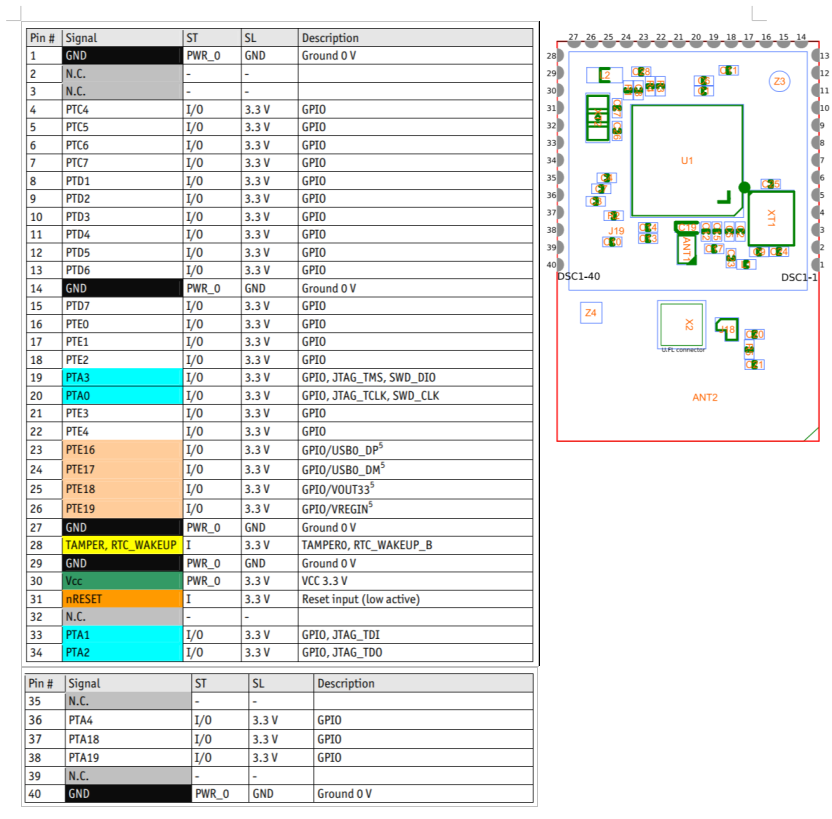 Pin # Signal ST SL Description
1 GND PWR_0 GND Ground 0 V
2 N.C. - -
3 N.C. - -
4 PTC4 I/O 3.3 V GPIO
5 PTC5 I/O 3.3 V GPIO
6 PTC6 I/O 3.3 V GPIO
7 PTC7 I/O 3.3 V GPIO
8 PTD1 I/O 3.3 V GPIO
9 PTD2 I/O 3.3 V GPIO
10 PTD3 I/O 3.3 V GPIO
11 PTD4 I/O 3.3 V GPIO
12 PTD5 I/O 3.3 V GPIO
13 PTD6 I/O 3.3 V GPIO
14 GND PWR_0 GND Ground 0 V
15 PTD7 I/O 3.3 V GPIO
16 PTE0 I/O 3.3 V GPIO
17 PTE1 I/O 3.3 V GPIO
18 PTE2 I/O 3.3 V GPIO
19 PTA3 I/O 3.3 V GPIO, JTAG_TMS, SWD_DIO
20 PTA0 I/O 3.3 V GPIO, JTAG_TCLK, SWD_CLK
21 PTE3 I/O 3.3 V GPIO
22 PTE4 I/O 3.3 V GPIO
23 PTE16 I/O 3.3 V GPIO/USB0_DP5
24 PTE17 I/O 3.3 V GPIO/USB0_DM5
25 PTE18 I/O 3.3 V GPIO/VOUT335
26 PTE19 I/O 3.3 V GPIO/VREGIN5
27 GND PWR_0 GND Ground 0 V
28 TAMPER, RTC_WAKEUP I 3.3 V TAMPER0, RTC_WAKEUP_B
29 GND PWR_0 GND Ground 0 V
30 Vcc PWR_0 3.3 V VCC 3.3 V
31 nRESET I 3.3 V Reset input (low active)
32 N.C. - -
33 PTA1 I/O 3.3 V GPIO, JTAG_TDI
34 PTA2 I/O 3.3 V GPIO, JTAG_TDO
Pin # Signal ST SL Description
35 N.C. - -
36 PTA4 I/O 3.3 V GPIO
37 PTA18 I/O 3.3 V GPIO
38 PTA19 I/O 3.3 V GPIO
39 N.C. - -
40 GND PWR_0 GND Ground 0 V
27 26 25 24 23 22 21 20 19 18 17 16 15 14
28 13
29 12
Z3
30 11
31 10
32 9
33 8
U1
34 7
35 6
36 5
37 4
XT1
38 3
J19
ANT1
39 2
40 1
DSC1-40 DSC1-1
Z4
X2
J18
U.FL connector
ANT2